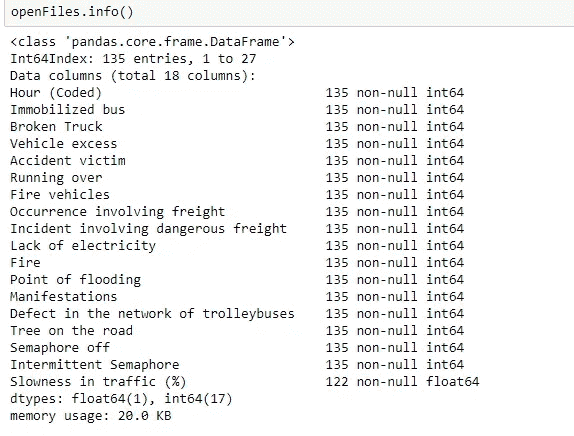 openFiles.info()
<class 'pandas.core.frame.DataFrame'>
Int64Index: 135 entries, 1 to 27
Data columns (total 18 columns):
Hour (Coded) 135 non-null int64
Immobilized bus 135 non-null int64
Broken Truck 135 non-null int64
Vehicle excess 135 non-null int64
Accident victim 135 non-null int64
Running over 135 non-null int64
Fire vehicles 135 non-null int64
Occurrence involving freight 135 non-null int64
Incident involving dangerous freight 135 non-null int64
Lack of electricity 135 non-null int64
Fire 135 non-null int64
Point of flooding 135 non-null int64
Manifestations 135 non-null int64
Defect in the network of trolleybuses 135 non-null int64
Tree on the road 135 non-null int64
Semaphore off 135 non-null int64
Intermittent Semaphore 135 non-null int64
Slowness in traffic (%) 122 non-null float64
dtypes: float64(1), int64(17)
memory usage: 20.0 KB